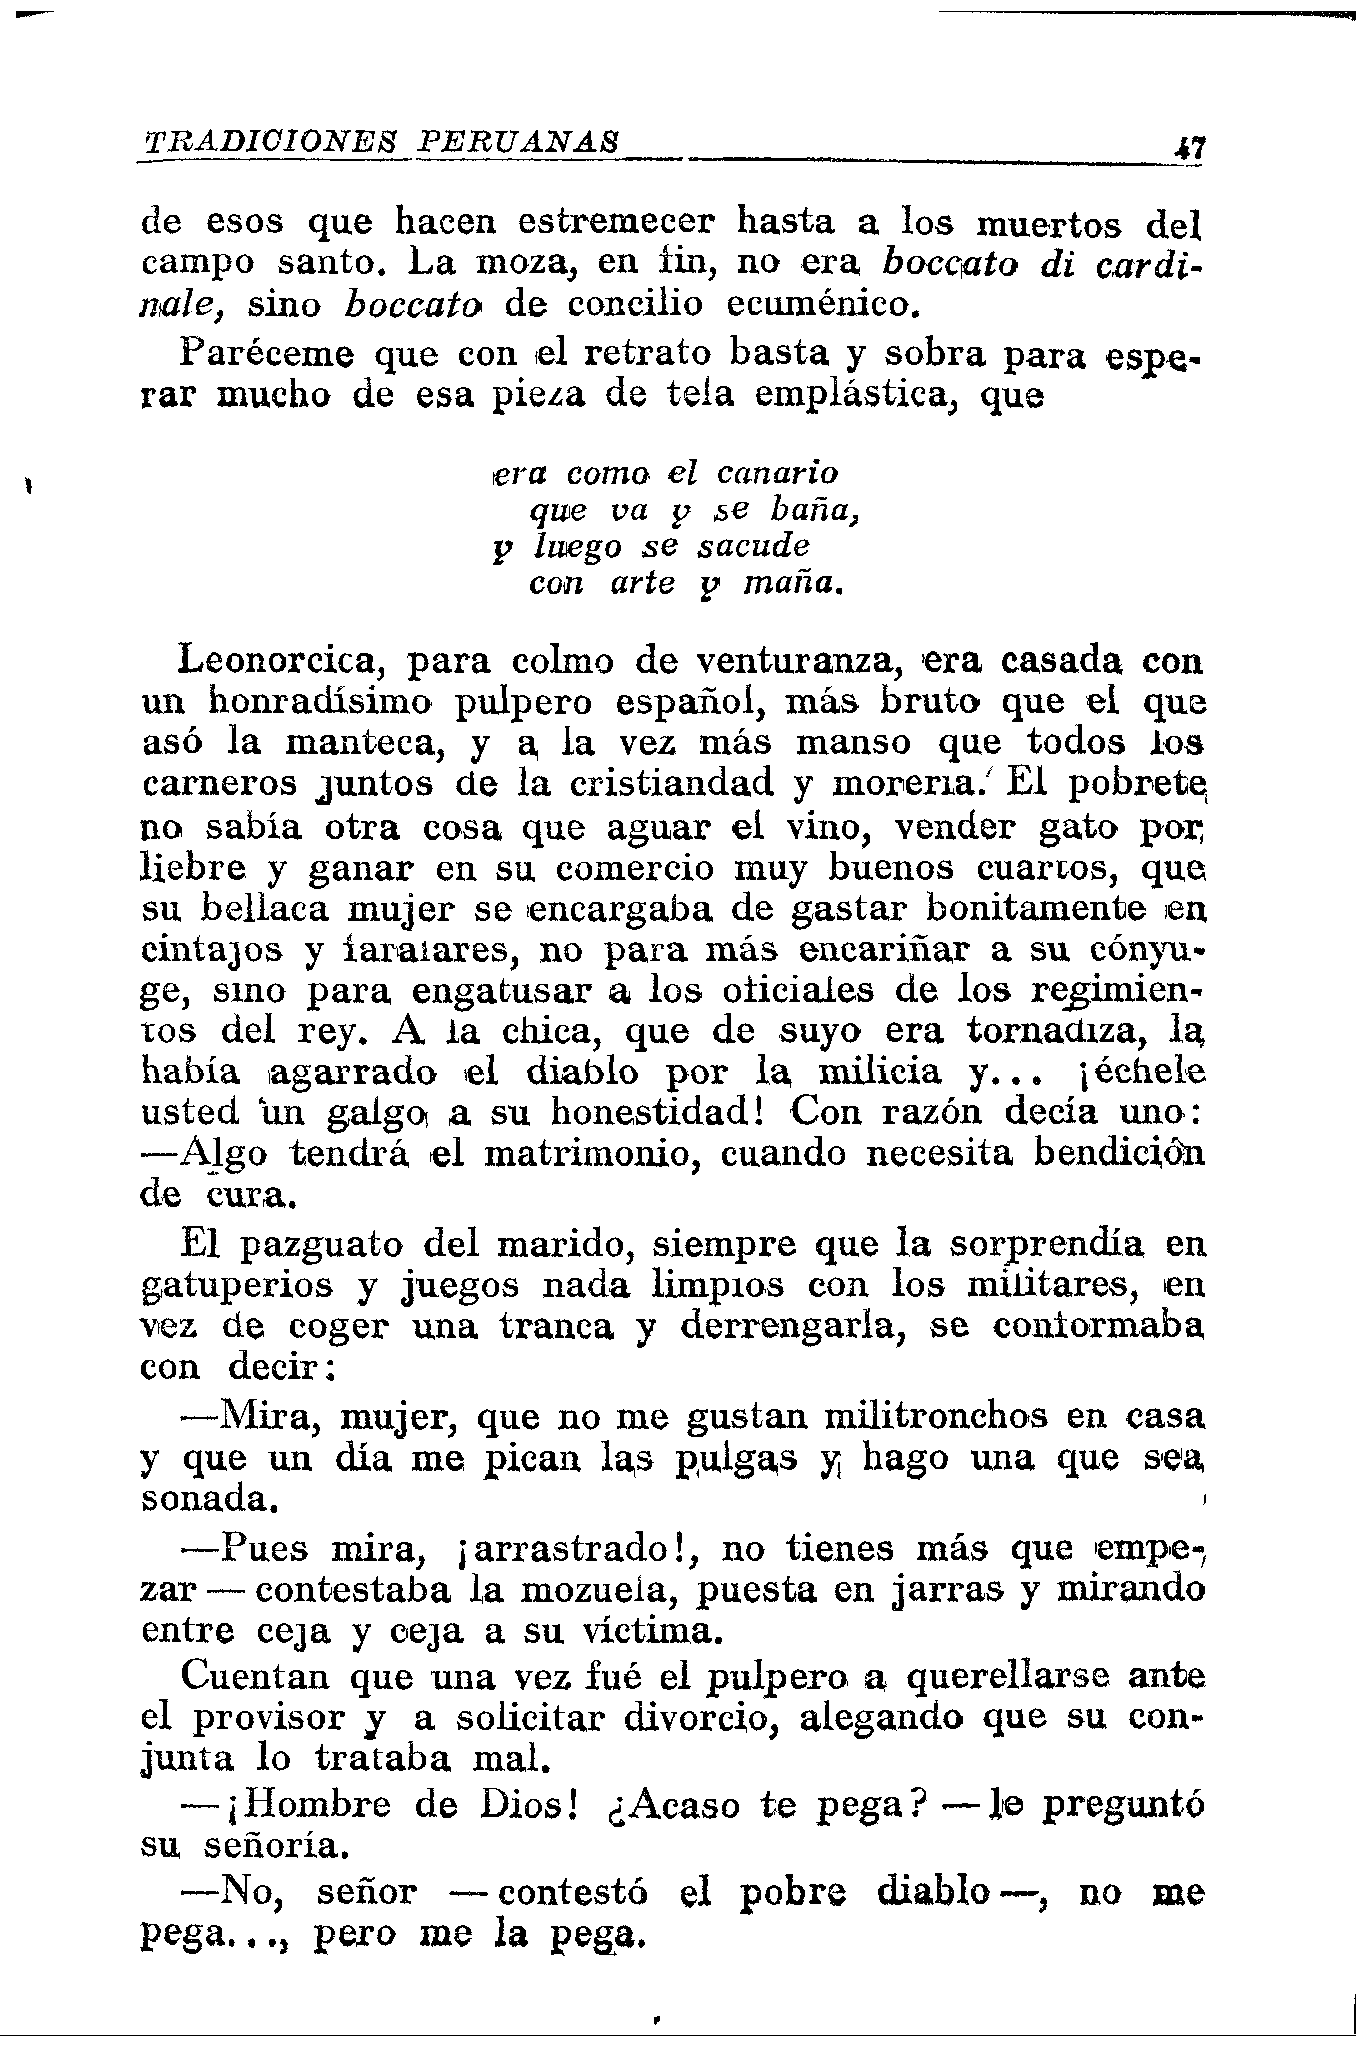 TRADICIONES PERUANAS 47
de esos que hacen estremecer hasta a los muertos del
campo santo. La moza, en fin, no era boccato di cardi-
nale, sino boccato de concilio ecuménico.
Paréceme que con el retrato basta y sobra para espe-
rar mucho de esa pieza de tela emplástica, que
era como el canario
que va y se baña,
y luego se sacude
con arte y maña.
Leonorcica, para colmo de venturanza, era casada con
un honradísimo pulpero español, más bruto que el que
asó la manteca, y a la vez más manso que todos los
carneros juntos de la cristiandad y morería. El pobrete
no sabía otra cosa que aguar el vino, vender gato por
liebre y ganar en su comercio muy buenos cuartos, que
su bellaca mujer se encargaba de gastar bonitamente en
cintajos y faralares, no para más encariñar a su cónyu-
ge, sino para engatusar a los oficiales de los regimien-
tos del rey. A la chica, que de suyo era tornadiza, la
había agarrado el diablo por la milicia y... ¡échele
usted un galgo a su honestidad! Con razón decía uno:
—Algo tendrá el matrimonio, cuando necesita bendición
de cura.
El pazguato del marido, siempre que la sorprendía en
gatuperios y juegos nada limpios con los militares, en
vez de coger una tranca y derrengarla, se conformaba
con decir:
—Mira, mujer, que no me gustan militronchos en casa
y que un día me pican las pulgas y hago una que sea
sonada.
—Pues mira, ¡arrastrado!, no tienes más que empe-
zar — contestaba la mozuela, puesta en jarras y mirando
entre ceja y ceja a su víctima.
Cuentan que una vez fué el pulpero a querellarse ante
el provisor y a solicitar divorcio, alegando que su con-
junta lo trataba mal.
—¡Hombre de Dios! ¿Acaso te pega? — le preguntó
su señoría.
—No, señor — contestó el pobre diablo —, no me
pega..., pero me la pega.